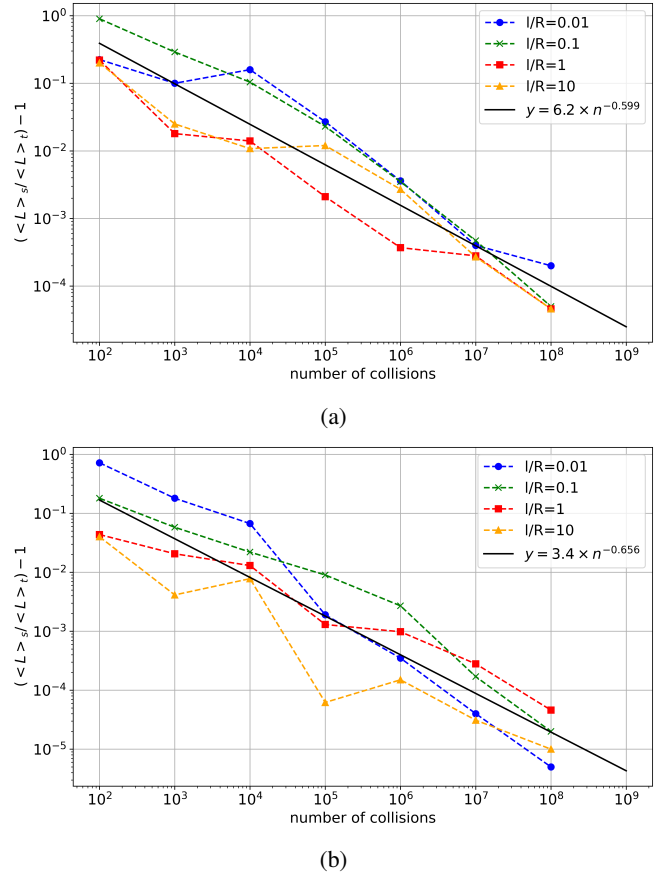 10⁰
10⁻¹
10⁻²
10⁻³
10⁻⁴
(<L>ₛ/<L>ₜ) − 1
l/R=0.01
l/R=0.1
l/R=1
l/R=10
y = 6.2 × n⁻⁰·⁵⁹⁹
10² 10³ 10⁴ 10⁵ 10⁶ 10⁷ 10⁸ 10⁹
number of collisions
(a)
10⁰
10⁻¹
10⁻²
10⁻³
10⁻⁴
10⁻⁵
(<L>ₛ/<L>ₜ) − 1
l/R=0.01
l/R=0.1
l/R=1
l/R=10
y = 3.4 × n⁻⁰·⁶⁵⁶
10² 10³ 10⁴ 10⁵ 10⁶ 10⁷ 10⁸ 10⁹
number of collisions
(b)